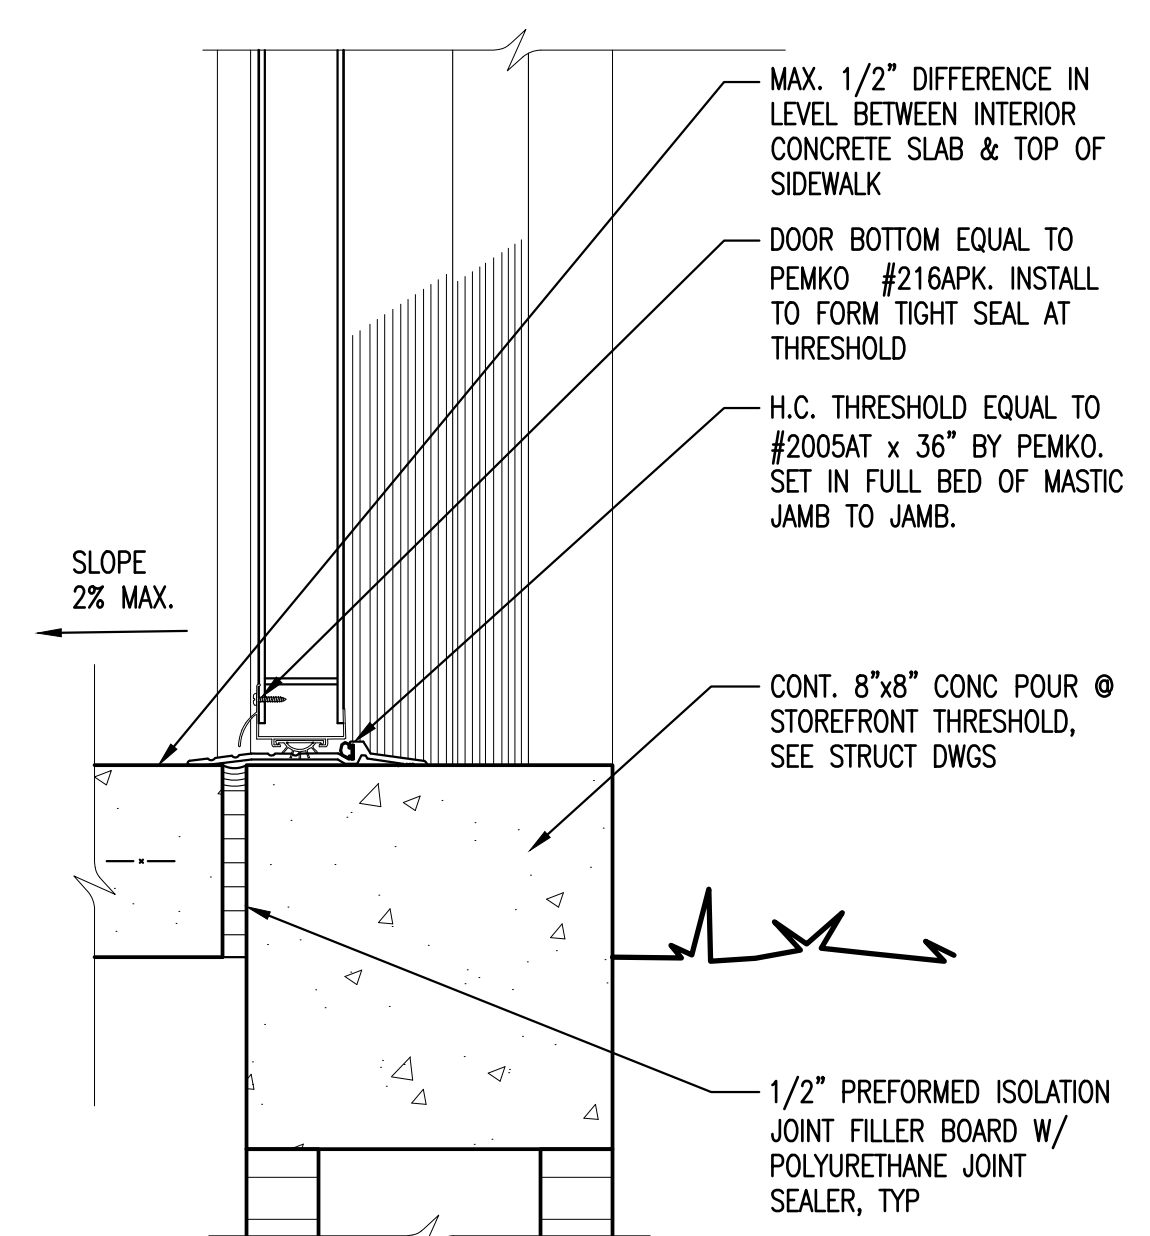 MAX. 1/2" DIFFERENCE IN
LEVEL BETWEEN INTERIOR
CONCRETE SLAB & TOP OF
SIDEWALK
DOOR BOTTOM EQUAL TO
PEMKO #216APK. INSTALL
TO FORM TIGHT SEAL AT
THRESHOLD
H.C. THRESHOLD EQUAL TO
#2005AT x 36" BY PEMKO.
SET IN FULL BED OF MASTIC
JAMB TO JAMB.
SLOPE
2% MAX.
CONT. 8"x8" CONC POUR @
STOREFRONT THRESHOLD,
SEE STRUCT DWGS
1/2" PREFORMED ISOLATION
JOINT FILLER BOARD W/
POLYURETHANE JOINT
SEALER, TYP